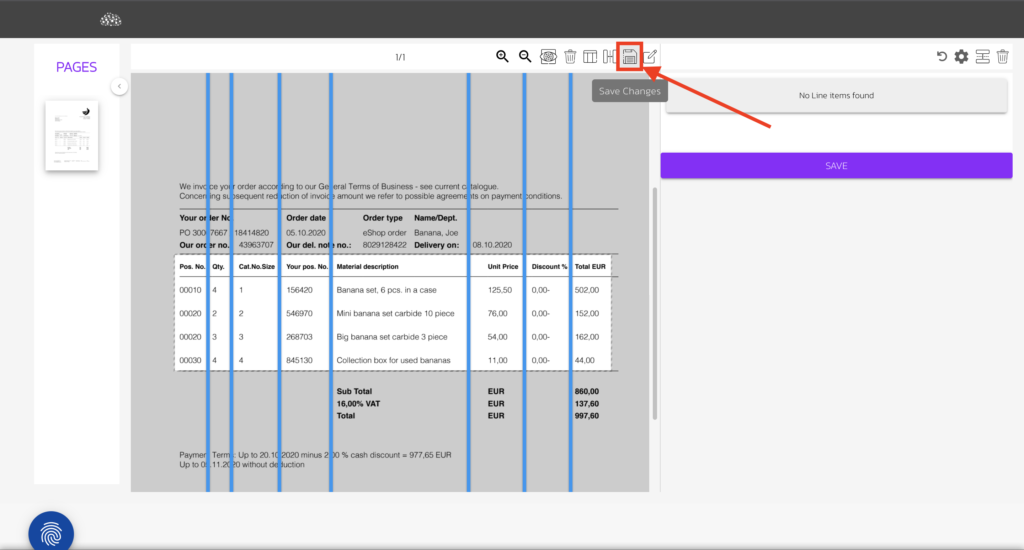 PAGES
1/1
Save Changes
No Line items found
SAVE
We invoice your order according to our General Terms of Business - see current catalogue.
Concerning subsequent reduction of invoice amount we refer to possible agreements on payment conditions.
Your order No Order date Order type Name/Dept.
PO 30067667 18414820 05.10.2020 eShop order Banana, Joe
Our order no. 43963707 Our del. note no.: 8029128422 Delivery on: 08.10.2020
Pos. No. Qty. Cat.No.Size Your pos. No. Material description Unit Price Discount % Total EUR
00010 4 1 156420 Banana set, 6 pcs. in a case 125,50 0,00- 502,00
00020 2 2 546970 Mini banana set carbide 10 piece 76,00 0,00- 152,00
00020 3 3 268703 Big banana set carbide 3 piece 54,00 0,00- 162,00
00030 4 4 845130 Collection box for used bananas 11,00 0,00- 44,00
Sub Total EUR 860,00
16,00% VAT EUR 137,60
Total EUR 997,60
Payment Terms: Up to 20.10.2020 minus 2,00 % cash discount = 977,65 EUR
Up to .11.2020 without deduction